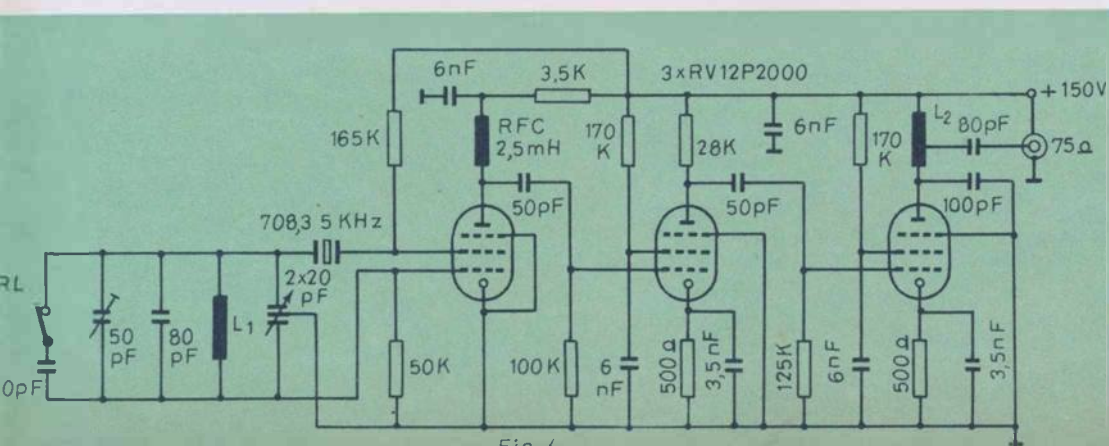 6nF
3,5K
3xRV12P2000
+150V
165K
RFC
2,5mH
170
K
28K
6nF
170
K
L2
80pF
75Ω
50pF
50pF
100pF
7083,5 KHz
RL
2x20
pF
50
pF
80
pF
L1
50K
100K
6
nF
500Ω
3,5nF
125K
6nF
500Ω
3,5nF
0pF